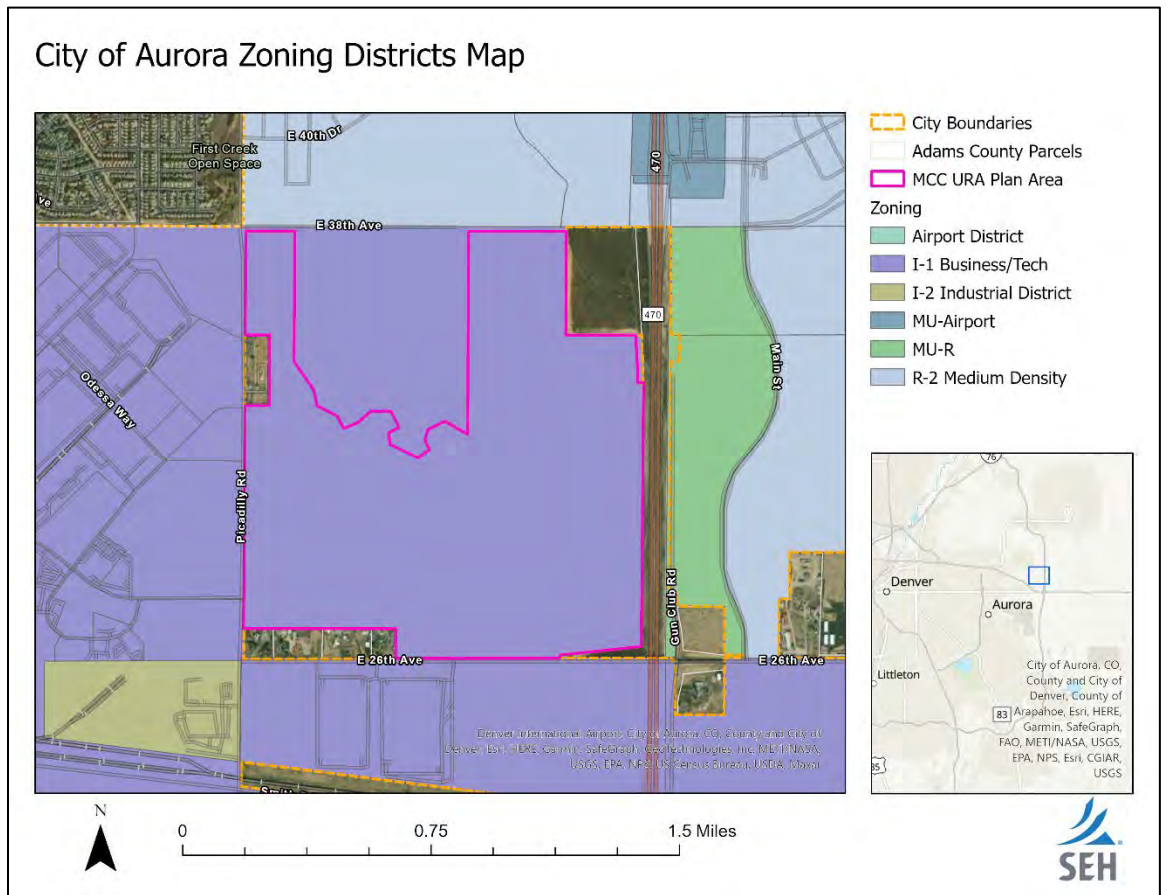 City of Aurora Zoning Districts Map
E 40th Dr
First Creek
Open Space
ve
E 38th Ave
470
470
Odessa Way
Picadilly Rd
Main St
Gun Club Rd
E 26th Ave
E 26th Ave
Smith
Denver International Airport, City of Aurora, CO, County and City of
Denver, Esri, HERE, Garmin, SafeGraph, GeoTechnologies, Inc, METI/NASA,
USGS, EPA, NPS, US Census Bureau, USDA, Maxar
City Boundaries
Adams County Parcels
MCC URA Plan Area
Zoning
Airport District
I-1 Business/Tech
I-2 Industrial District
MU-Airport
MU-R
R-2 Medium Density
76
Denver
Aurora
Littleton
83
85
City of Aurora, CO,
County and City of
Denver, County of
Arapahoe, Esri, HERE,
Garmin, SafeGraph,
FAO, METI/NASA, USGS,
EPA, NPS, Esri, CGIAR,
USGS
N
0
0.75
1.5 Miles
SEH